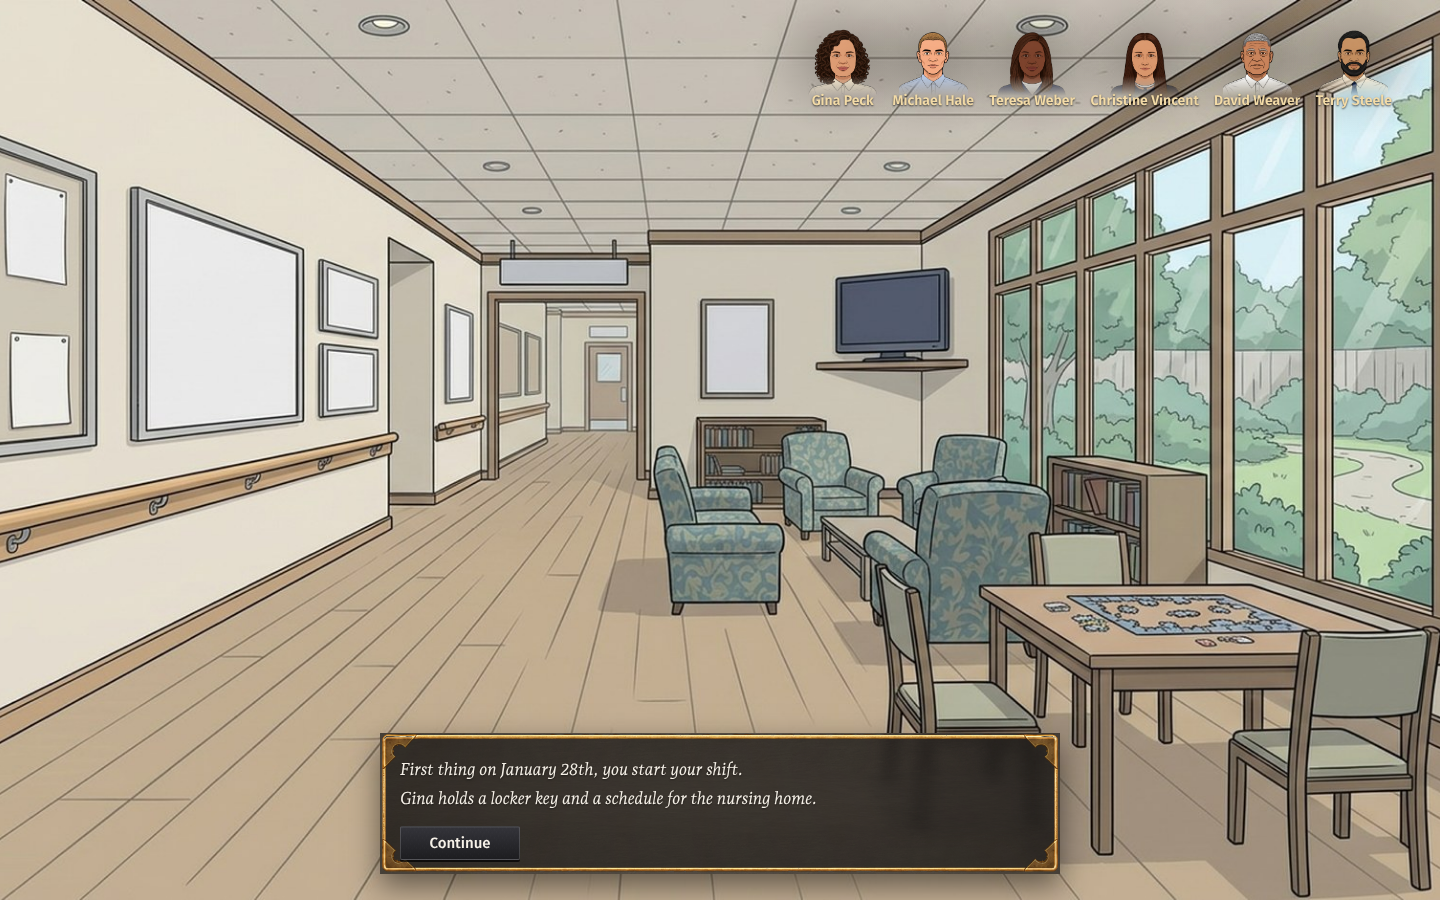 Gina Peck
Michael Hale
Teresa Weber
Christine Vincent
David Weaver
Terry Steele
First thing on January 28th, you start your shift.
Gina holds a locker key and a schedule for the nursing home.
Continue